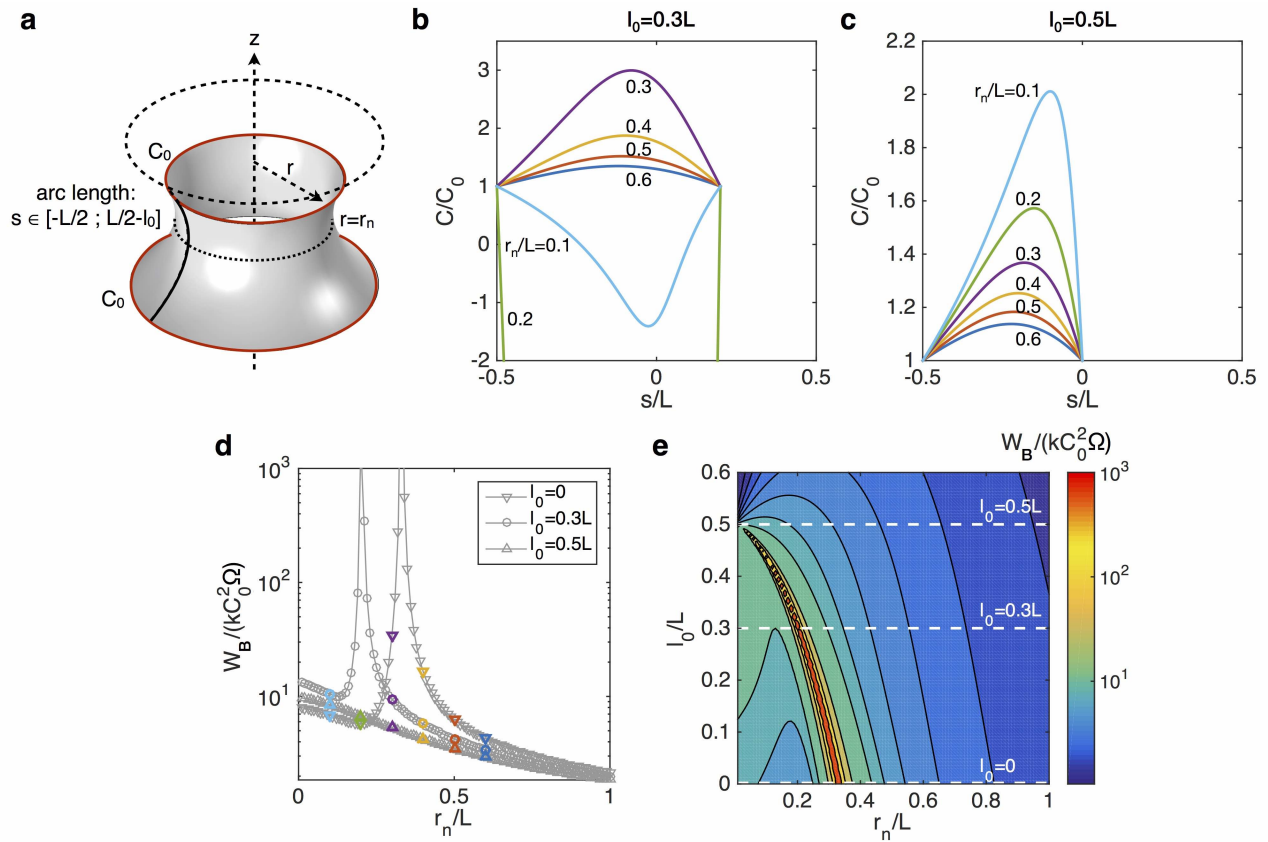 a
z
C₀
r
arc length:
s ∈ [-L/2 ; L/2-l₀]
r=rₙ
C₀
b
l₀=0.3L
C/C₀
3
2
1
0
-1
-2
0.3
0.4
0.5
0.6
rₙ/L=0.1
0.2
-0.5
0
0.5
s/L
c
l₀=0.5L
C/C₀
2.2
2
1.8
1.6
1.4
1.2
1
rₙ/L=0.1
0.2
0.3
0.4
0.5
0.6
-0.5
0
0.5
s/L
d
W_B/(kC₀²Ω)
10³
10²
10¹
l₀=0
l₀=0.3L
l₀=0.5L
0
0.5
1
rₙ/L
e
W_B/(kC₀²Ω)
l₀/L
0.6
0.5
0.4
0.3
0.2
0.1
0
l₀=0.5L
l₀=0.3L
l₀=0
0.2
0.4
0.6
0.8
1
rₙ/L
10³
10²
10¹